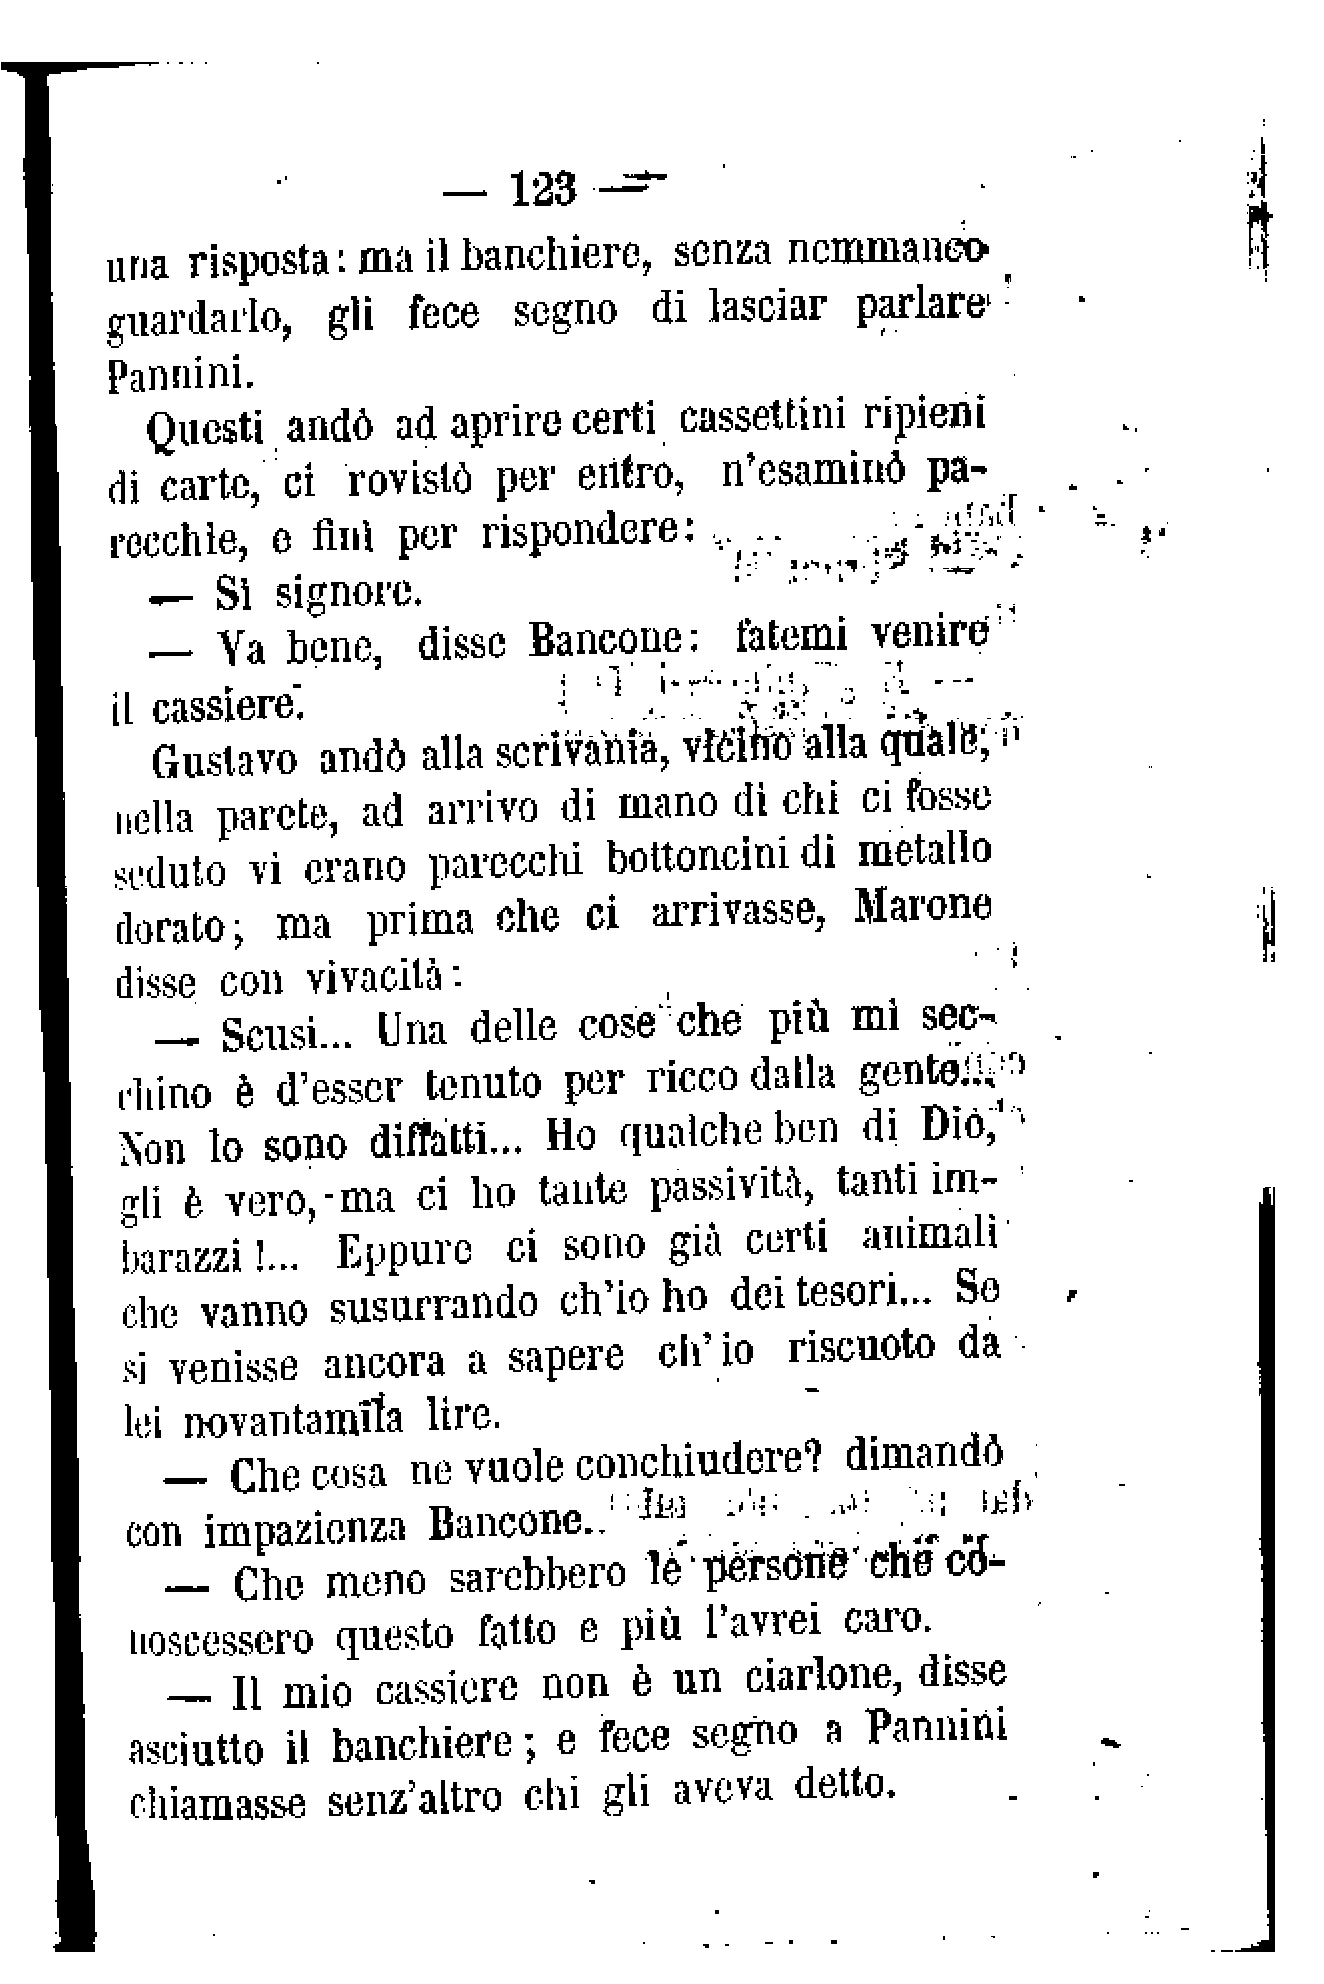 — 123 —
una risposta: ma il banchiere, senza nemmanco
guardarlo, gli fece segno di lasciar parlare
Pannini.
Questi andò ad aprire certi cassettini ripieni
di carte, ci rovistò per entro, n'esaminò pa-
recchie, e finì per rispondere:
— Sì signore.
— Va bene, disse Bancone: fatemi venire
il cassiere.
Gustavo andò alla scrivania, vicino alla quale,
nella parete, ad arrivo di mano di chi ci fosse
seduto vi erano parecchi bottoncini di metallo
dorato; ma prima che ci arrivasse, Marone
disse con vivacità:
— Scusi... Una delle cose che più mi sec-
chino è d'esser tenuto per ricco dalla gente...
Non lo sono diffatti... Ho qualche ben di Dio,
gli è vero, ma ci ho tante passività, tanti im-
barazzi!... Eppure ci sono già certi animali
che vanno susurrando ch'io ho dei tesori... Se
si venisse ancora a sapere ch'io riscuoto da
lei novantamila lire.
— Che cosa ne vuole conchiudere? dimandò
con impazienza Bancone.
— Che meno sarebbero le persone che co-
noscessero questo fatto e più l'avrei caro.
— Il mio cassiere non è un ciarlone, disse
asciutto il banchiere; e fece segno a Pannini
chiamasse senz'altro chi gli aveva detto.